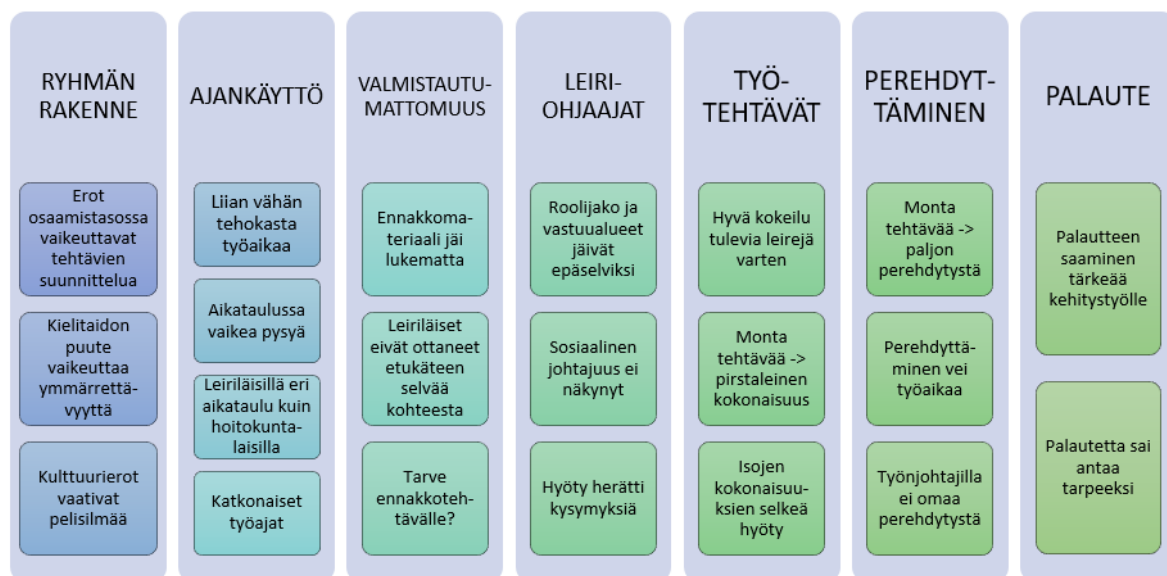 RYHMÄN
RAKENNE
Erot
osaamistasossa
vaikeuttavat
tehtävien
suunnittelua
Kielitaidon
puute
vaikeuttaa
ymmärrettä-
vyyttä
Kulttuurierot
vaativat
pelisilmää
AJANKÄYTTÖ
Liian vähän
tehokasta
työaikaa
Aikataulussa
vaikea pysyä
Leiriläisillä eri
aikataulu kuin
hoitokunta-
laisilla
Katkonaiset
työajat
VALMISTAUTU-
MATTOMUUS
Ennakkoma-
teriaali jäi
lukematta
Leiriläiset
eivät ottaneet
etukäteen
selvää
kohteesta
Tarve
ennakkoteh-
tävälle?
LEIRI-
OHJAAJAT
Roolijako ja
vastuualueet
jäivät
epäselviksi
Sosiaalinen
johtajuus ei
näkynyt
Hyöty herätti
kysymyksiä
TYÖ-
TEHTÄVÄT
Hyvä kokeilu
tulevia leirejä
varten
Monta
tehtävää ->
pirstaleinen
kokonaisuus
Isojen
kokonaisuu-
ksien selkeä
hyöty
PEREHDYT-
TÄMINEN
Monta
tehtävää ->
paljon
perehdytystä
Perehdyttä-
minen vei
työaikaa
Työnjohtajilla
ei omaa
perehdytystä
PALAUTE
Palautteen
saaminen
tärkeää
kehitystyölle
Palautetta sai
antaa
tarpeeksi